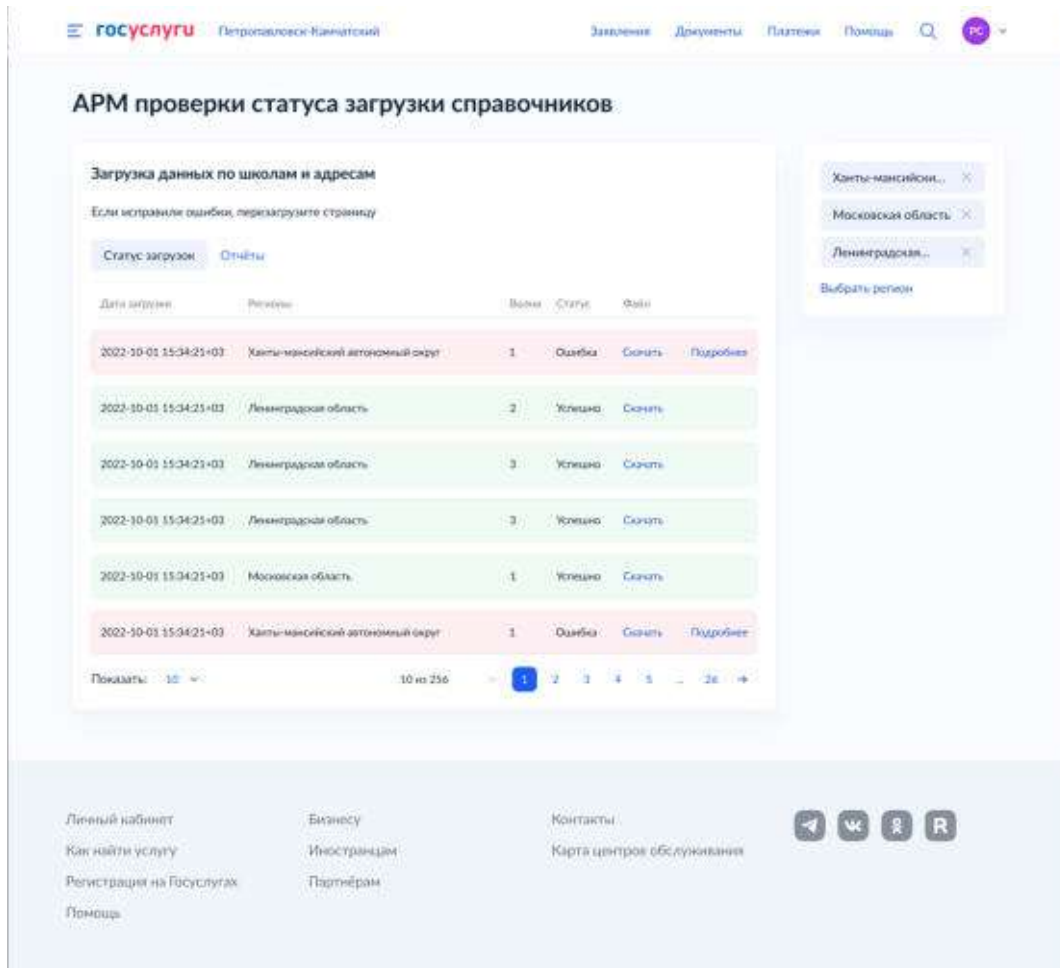 госуслуги Петропавловск-Камчатский Заявления Документы Платежи Помощь РС
АРМ проверки статуса загрузки справочников
Загрузка данных по школам и адресам
Если исправили ошибки, перезагрузите страницу
Статус загрузок Отчёты
Дата загрузки Регионы Волна Статус Файл
2022-10-01 15:34:21+03 Ханты-мансийский автономный округ 1 Ошибка Скачать Подробнее
2022-10-01 15:34:21+03 Ленинградская область 2 Успешно Скачать
2022-10-01 15:34:21+03 Ленинградская область 3 Успешно Скачать
2022-10-01 15:34:21+03 Ленинградская область 3 Успешно Скачать
2022-10-01 15:34:21+03 Московская область 1 Успешно Скачать
2022-10-01 15:34:21+03 Ханты-мансийский автономный округ 1 Ошибка Скачать Подробнее
Показать: 10 10 из 256 1 2 3 4 5 ... 26
Ханты-мансийский...
Московская область
Ленинградская...
Выбрать регион
Личный кабинет
Как найти услугу
Регистрация на Госуслугах
Помощь
Бизнесу
Иностранцам
Партнёрам
Контакты
Карта центров обслуживания